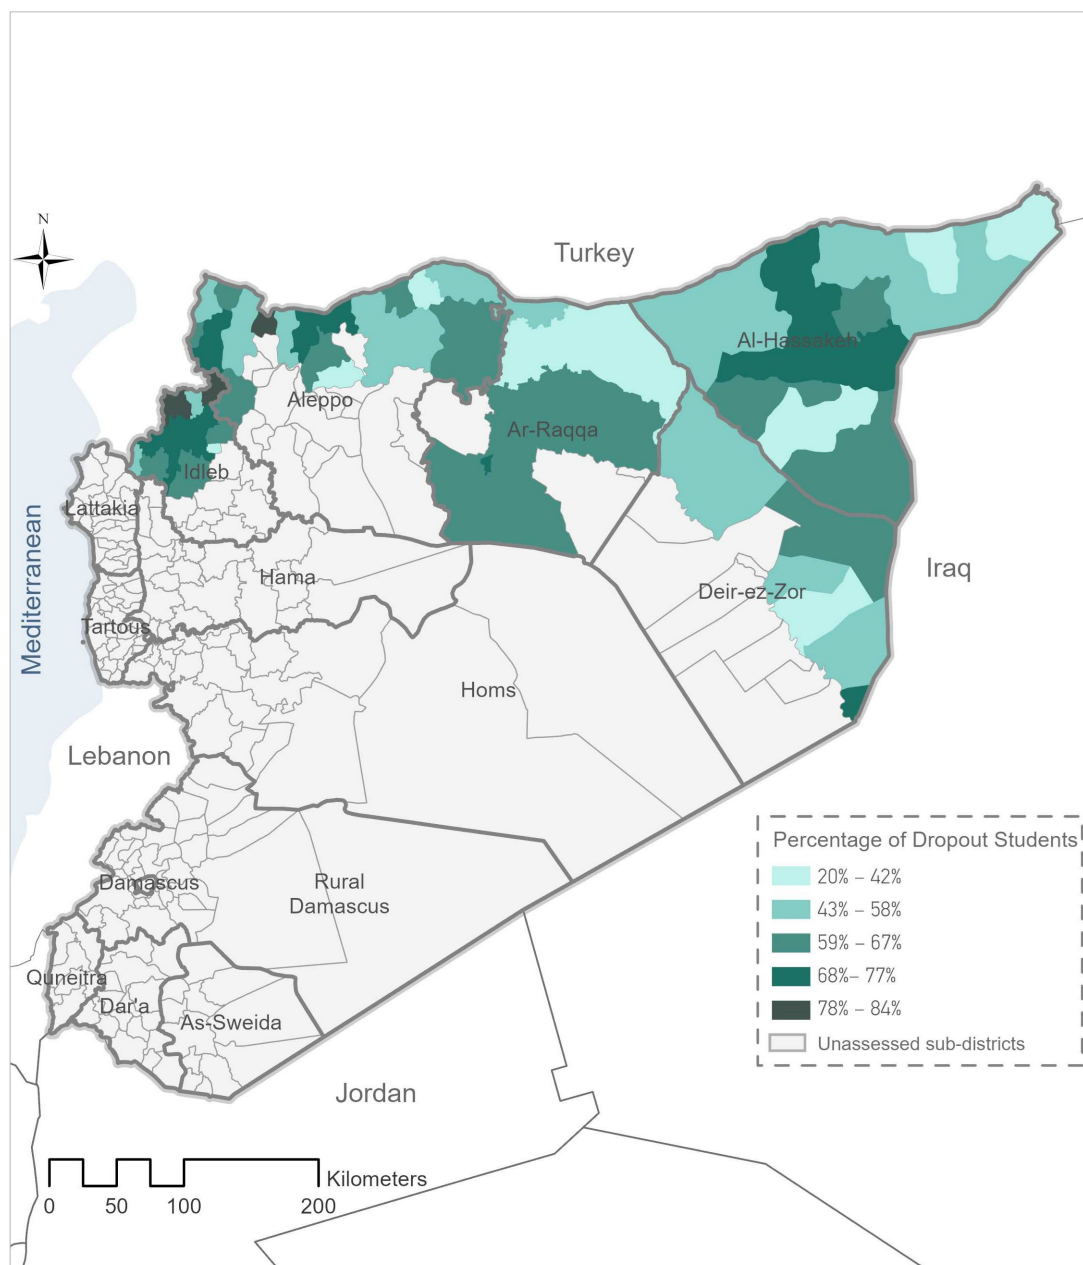 N
Turkey
Al-Hassakeh
Aleppo
Ar-Raqqa
Idleb
Lattakia
Mediterranean
Iraq
Hama
Deir-ez-Zor
Tartous
Homs
Lebanon
Percentage of Dropout Students
20% – 42%
43% – 58%
59% – 67%
68%– 77%
78% – 84%
Unassessed sub-districts
Damascus
Rural
Damascus
Quneitra
Dar'a
As-Sweida
Jordan
Kilometers
0 50 100 200